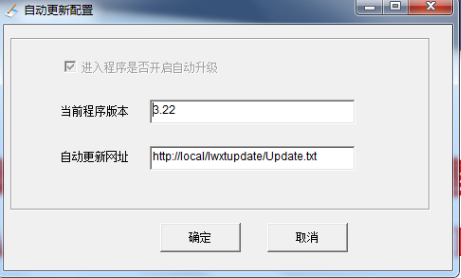 自动更新配置
进入程序是否开启自动升级
当前程序版本 3.22
自动更新网址 http://local/lwxtupdate/Update.txt
确定 取消